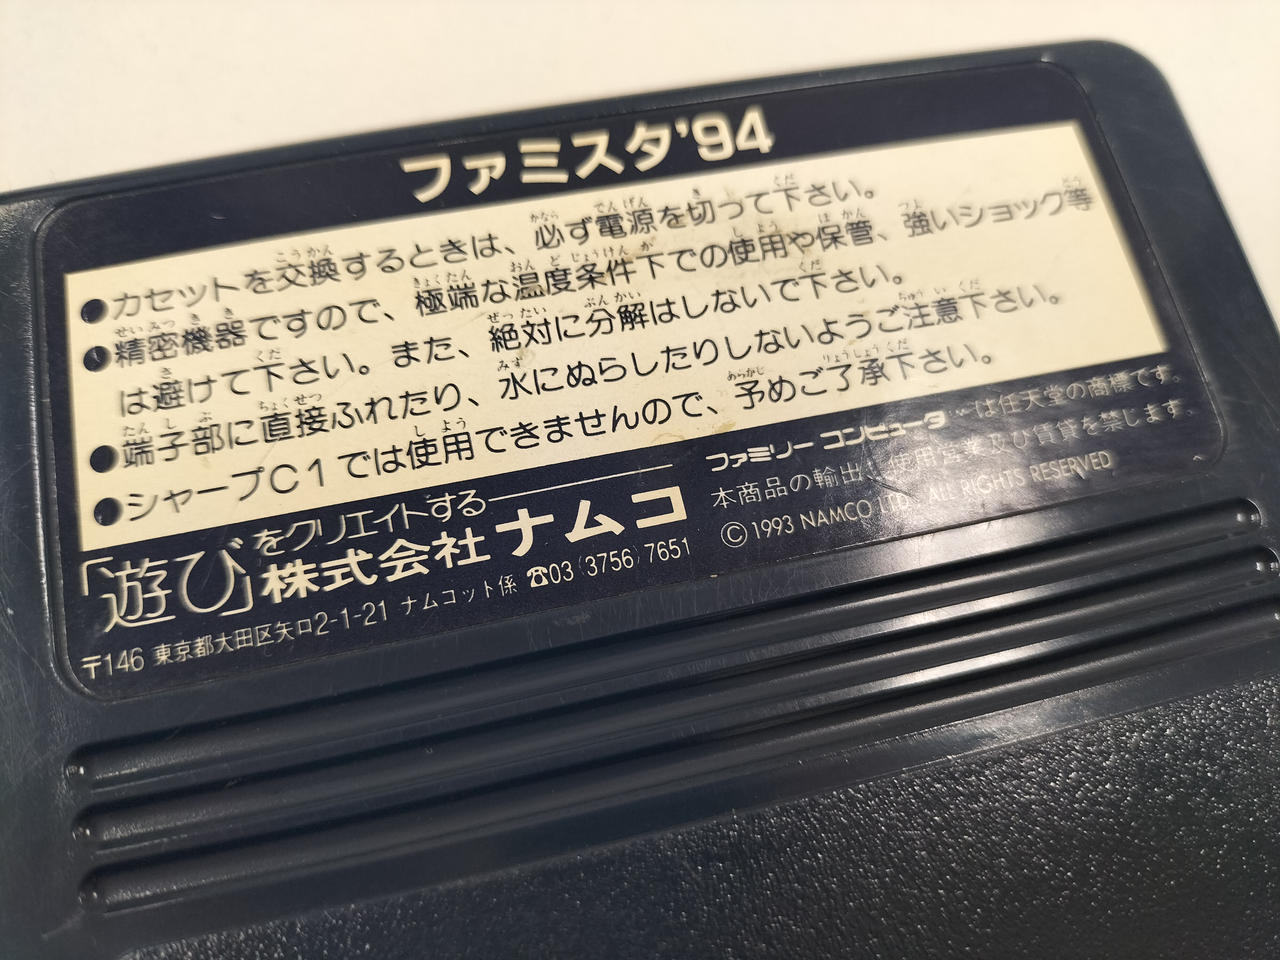 ファミスタ'94
●カセットを交換するときは、必ず電源を切って下さい。
●精密機器ですので、極端な温度条件下での使用や保管、強いショック等
は避けて下さい。また、絶対に分解はしないで下さい。
●端子部に直接ふれたり、水にぬらしたりしないようご注意下さい。
●シャープC1では使用できませんので、予めご了承下さい。
「遊び」をクリエイトする
株式会社ナムコ
〒146 東京都大田区矢口2-1-21 ナムコット係 ☎03(3756)7651
ファミリーコンピュータ は任天堂の商標です。
本商品の輸出、使用営業及び賃貸を禁じます。
©1993 NAMCO LTD., ALL RIGHTS RESERVED